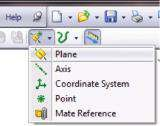 Help
Plane
Axis
Coordinate System
Point
Mate Reference